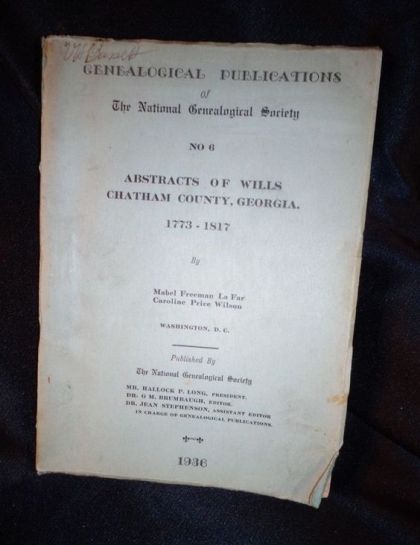 GENEALOGICAL PUBLICATIONS
of
The National Genealogical Society
NO 6
ABSTRACTS OF WILLS
CHATHAM COUNTY, GEORGIA.
1773 - 1817
By
Mabel Freeman La Far
Caroline Price Wilson
WASHINGTON, D. C.
Published By
The National Genealogical Society
MR. HALLOCK P. LONG, PRESIDENT.
DR. G M. BRUMBAUGH, EDITOR.
DR. JEAN STEPHENSON, ASSISTANT EDITOR
IN CHARGE OF GENEALOGICAL PUBLICATIONS.
1936